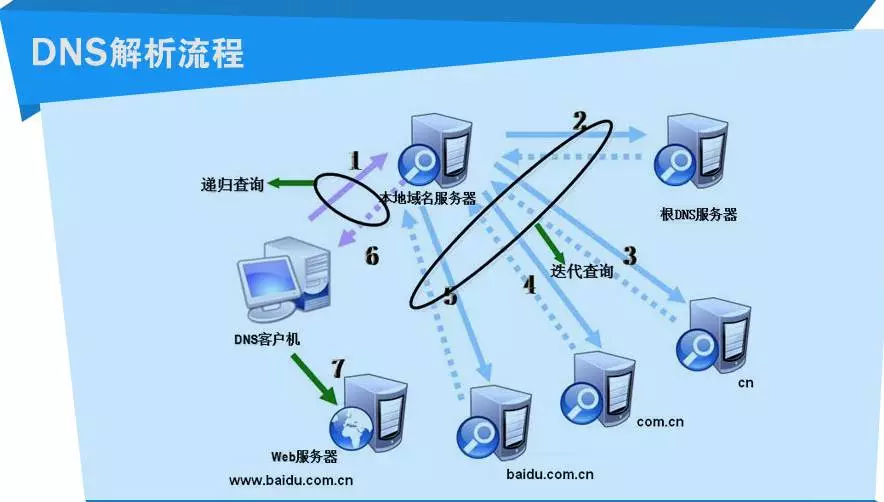 DNS解析流程
2
1
递归查询
本地域名服务器
根DNS服务器
6
3
迭代查询
4
5
DNS客户机
7
cn
com.cn
Web服务器
baidu.com.cn
www.baidu.com.cn